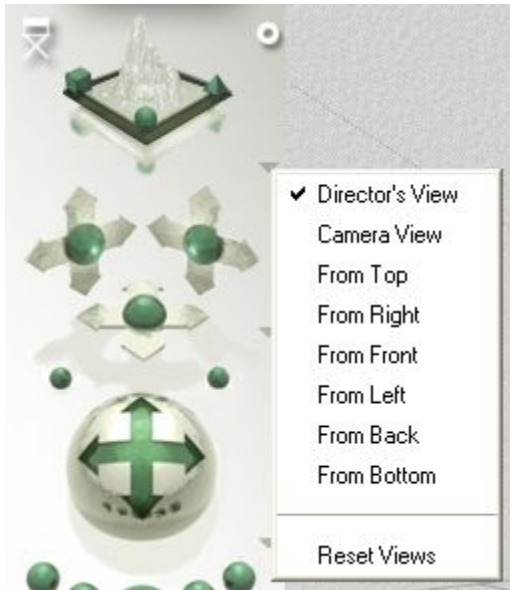 Director's View
Camera View
From Top
From Right
From Front
From Left
From Back
From Bottom
Reset Views